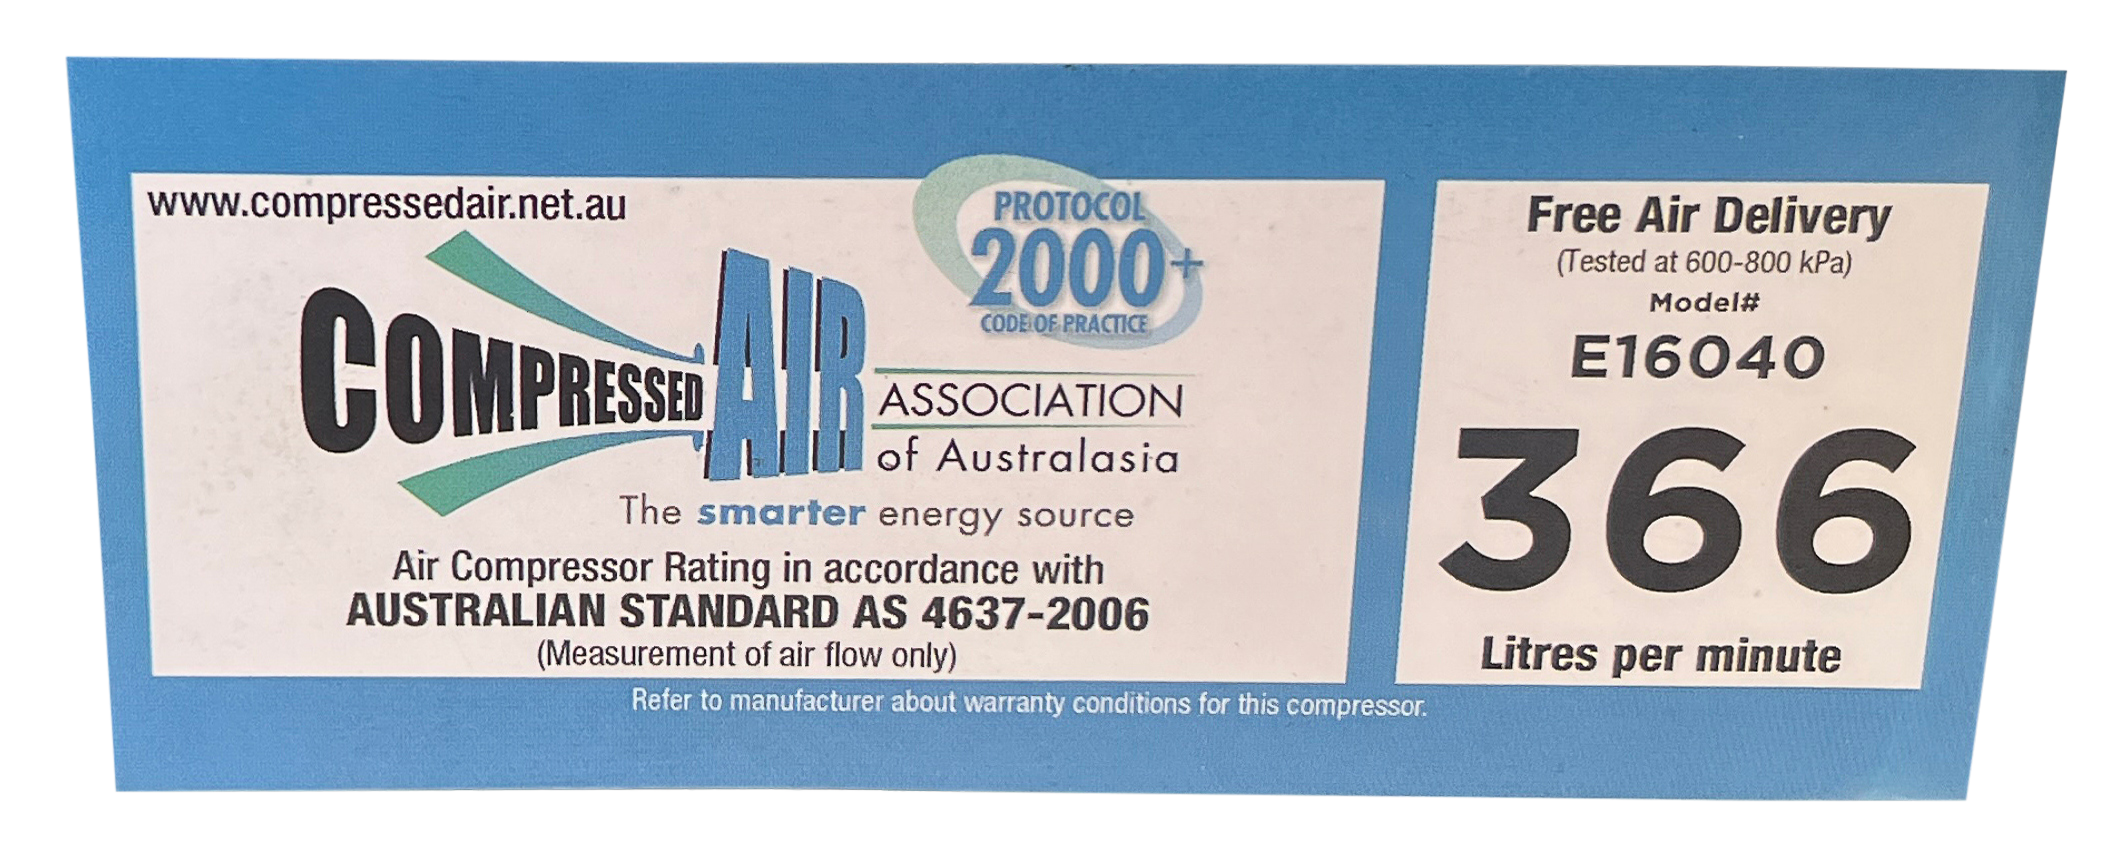 www.compressedair.net.au
PROTOCOL
2000+
CODE OF PRACTICE
COMPRESSED AIR
ASSOCIATION
of Australasia
The smarter energy source
Air Compressor Rating in accordance with
AUSTRALIAN STANDARD AS 4637-2006
(Measurement of air flow only)
Free Air Delivery
(Tested at 600-800 kPa)
Model#
E16040
366
Litres per minute
Refer to manufacturer about warranty conditions for this compressor.